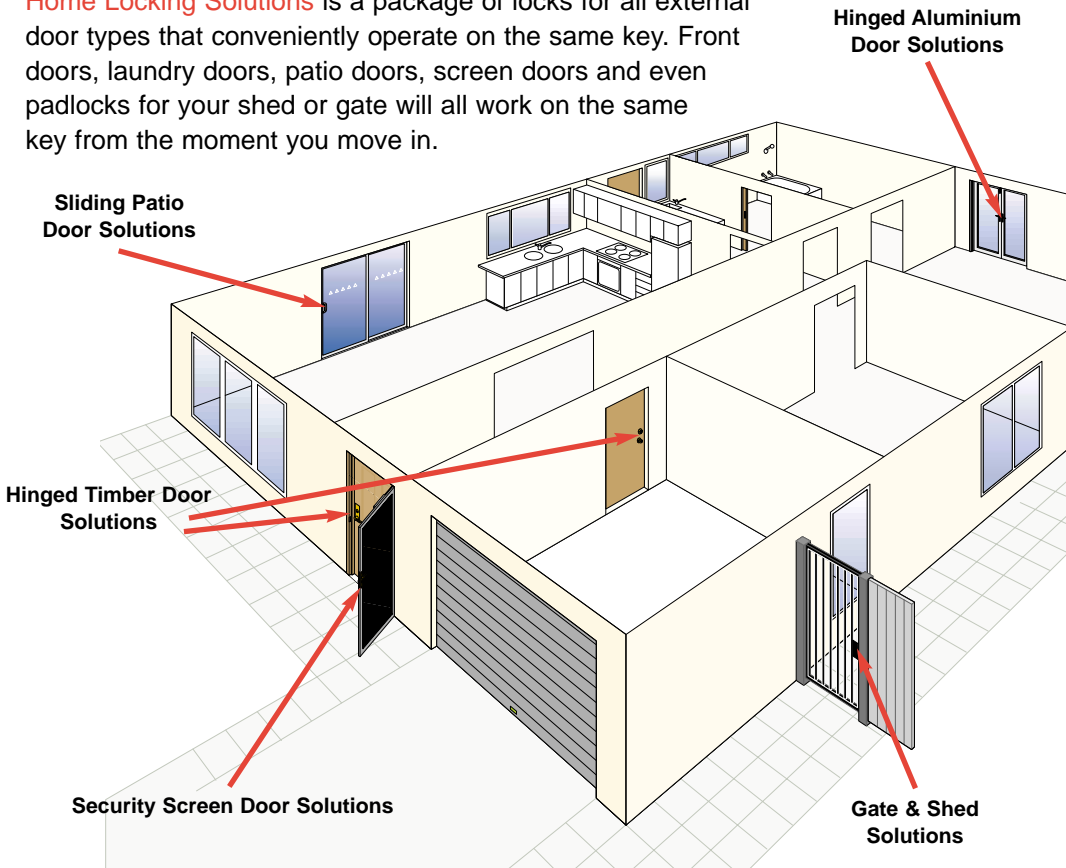 Home Locking Solutions is a package of locks for all external
door types that conveniently operate on the same key. Front
doors, laundry doors, patio doors, screen doors and even
padlocks for your shed or gate will all work on the same
key from the moment you move in.
Hinged Aluminium
Door Solutions
Sliding Patio
Door Solutions
Hinged Timber Door
Solutions
Security Screen Door Solutions
Gate & Shed
Solutions